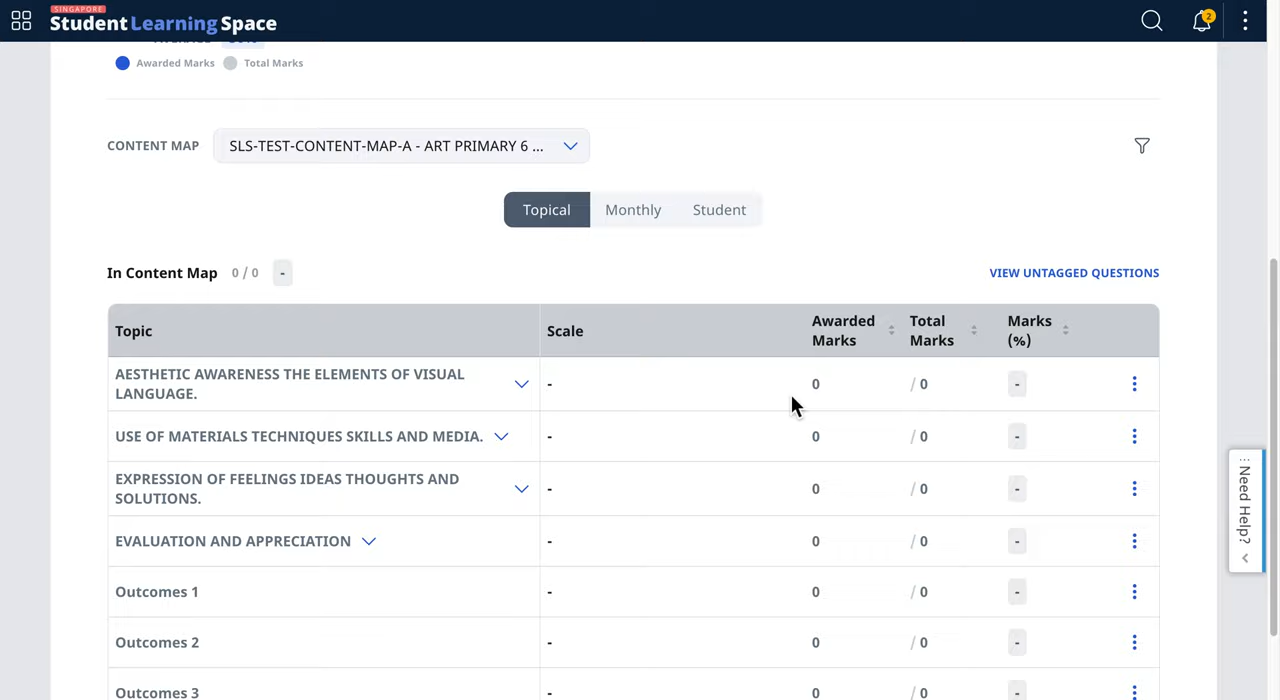 SINGAPORE
Student Learning Space
2
Awarded Marks Total Marks
CONTENT MAP SLS-TEST-CONTENT-MAP-A - ART PRIMARY 6 ...
Topical Monthly Student
In Content Map 0 / 0 - VIEW UNTAGGED QUESTIONS
Topic Scale Awarded Marks Total Marks Marks (%)
AESTHETIC AWARENESS THE ELEMENTS OF VISUAL
LANGUAGE.
- 0 / 0 -
USE OF MATERIALS TECHNIQUES SKILLS AND MEDIA. - 0 / 0 -
EXPRESSION OF FEELINGS IDEAS THOUGHTS AND
SOLUTIONS.
- 0 / 0 -
EVALUATION AND APPRECIATION - 0 / 0 -
Outcomes 1 - 0 / 0 -
Outcomes 2 - 0 / 0 -
Outcomes 3 - 0 / 0 -
Need Help?